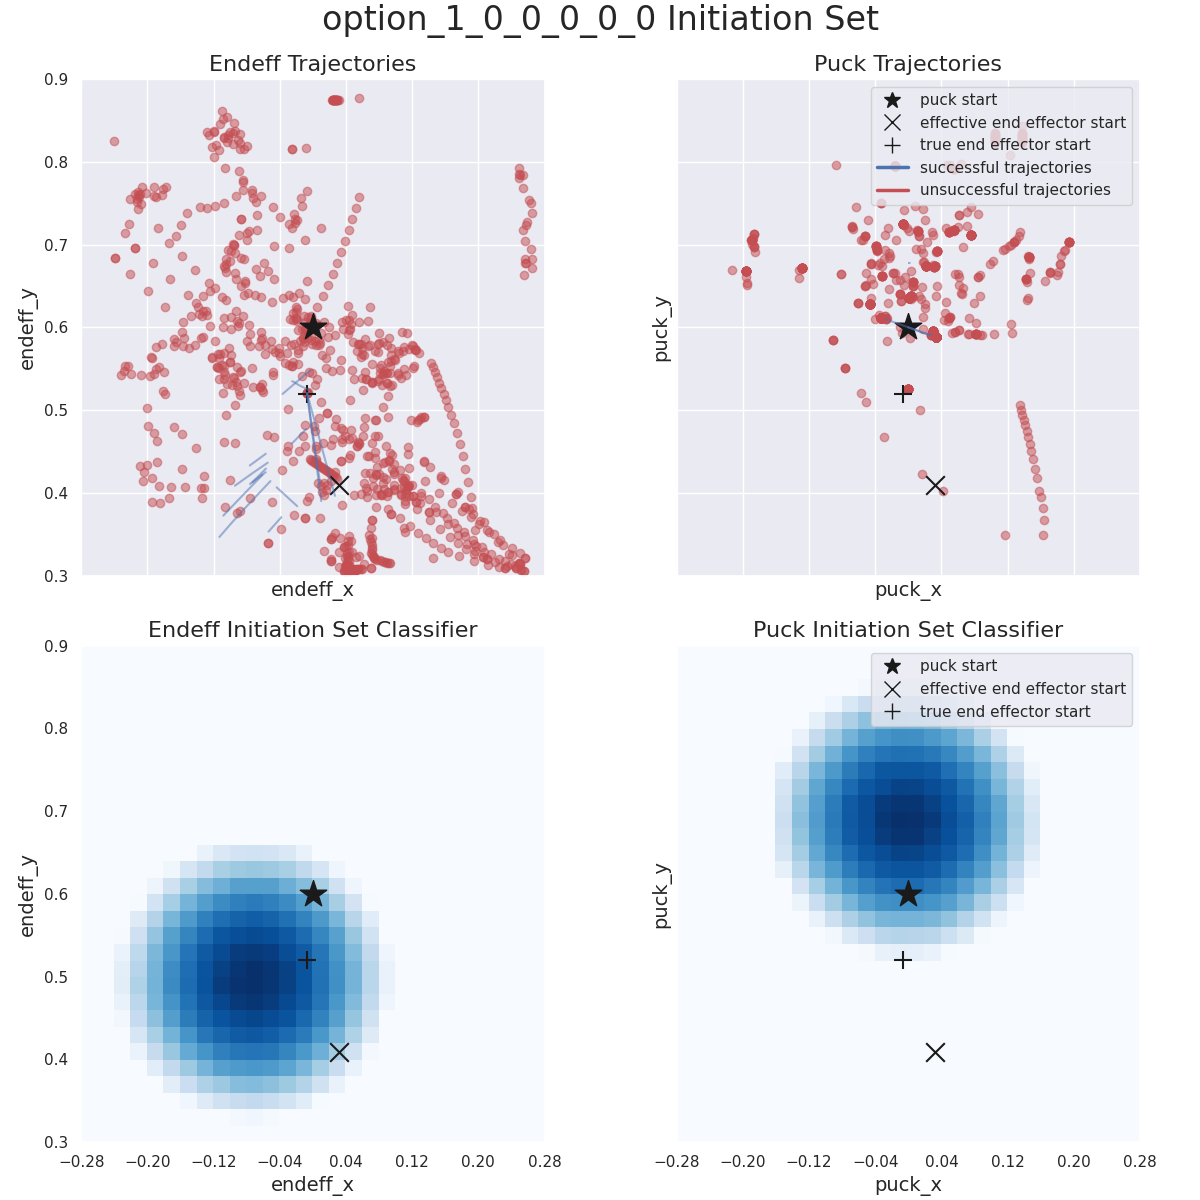 option_1_0_0_0_0_0 Initiation Set
Endeff Trajectories
0.9
0.8
0.7
0.6
0.5
0.4
0.3
endeff_y
endeff_x
Puck Trajectories
puck start
effective end effector start
true end effector start
successful trajectories
unsuccessful trajectories
puck_y
puck_x
Endeff Initiation Set Classifier
0.9
0.8
0.7
0.6
0.5
0.4
0.3
endeff_y
−0.28 −0.20 −0.12 −0.04 0.04 0.12 0.20 0.28
endeff_x
Puck Initiation Set Classifier
puck start
effective end effector start
true end effector start
puck_y
−0.28 −0.20 −0.12 −0.04 0.04 0.12 0.20 0.28
puck_x